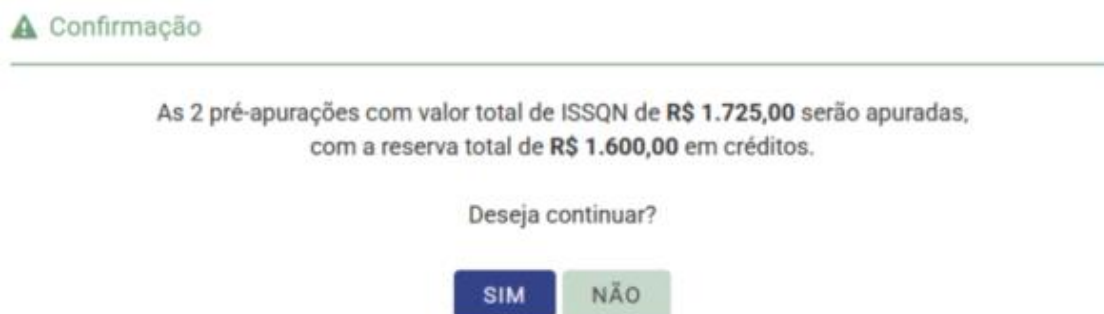 Confirmação
As 2 pré-apurações com valor total de ISSQN de R$ 1.725,00 serão apuradas,
com a reserva total de R$ 1.600,00 em créditos.
Deseja continuar?
SIM NÃO